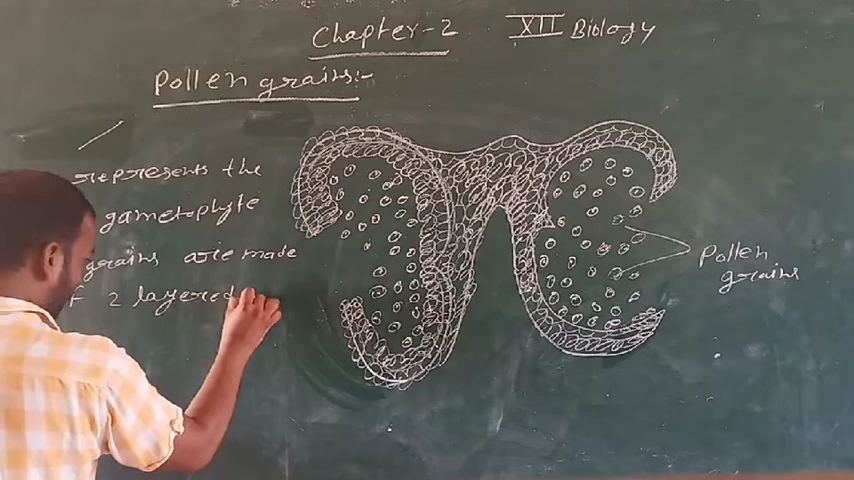 Chapter-2 XII Biology
Pollen grains:-
represents the
gametophyte
grains are made
2 layered
Pollen
grains